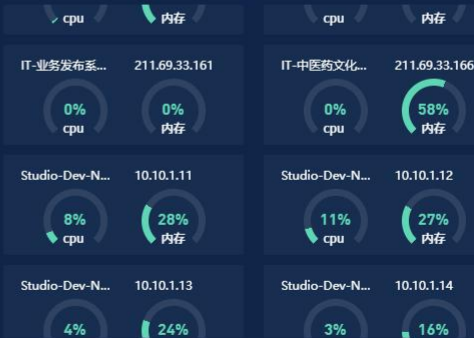 cpu 内存 cpu 内存
IT-业务发布系... 211.69.33.161 IT-中医药文化... 211.69.33.166
0% 0% 0% 58%
cpu 内存 cpu 内存
Studio-Dev-N... 10.10.1.11 Studio-Dev-N... 10.10.1.12
8% 28% 11% 27%
cpu 内存 cpu 内存
Studio-Dev-N... 10.10.1.13 Studio-Dev-N... 10.10.1.14
4% 24% 3% 16%